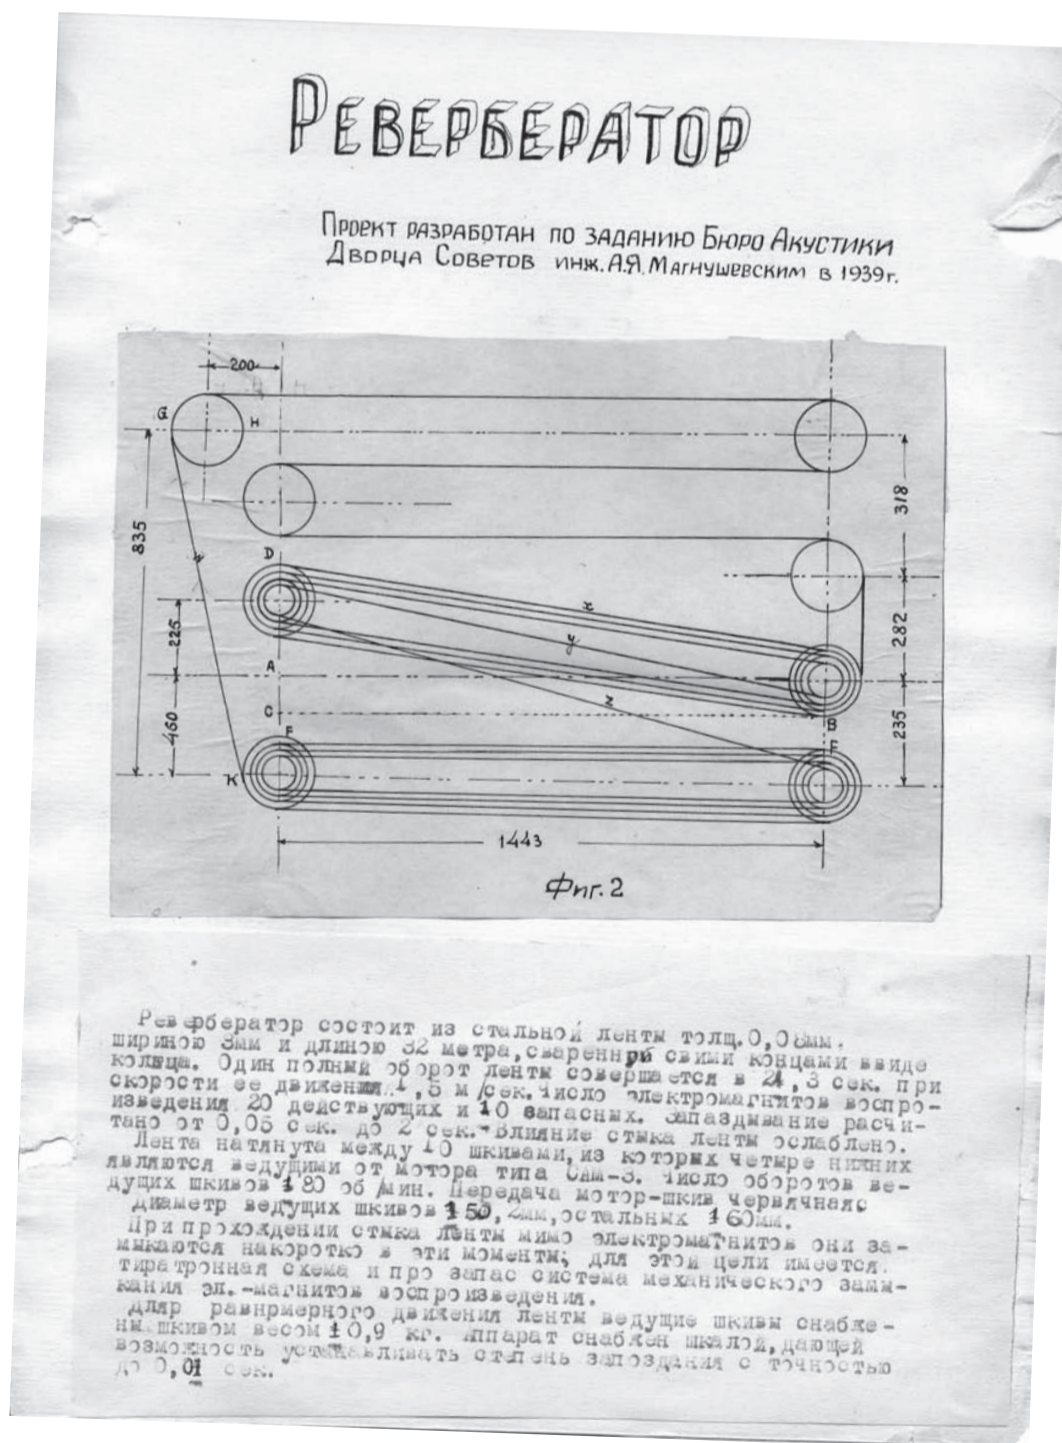 РЕВЕРБЕРАТОР
ПРОЕКТ РАЗРАБОТАН ПО ЗАДАНИЮ БЮРО АКУСТИКИ
ДВОРЦА СОВЕТОВ ИНЖ. А.Я. МАГНУШЕВСКИМ В 1939 г.
200
G H
318
835
D
x
225
y
282
A
z
C
460
B
235
F E
K
1443
Фиг. 2
Ревербератор состоит из стальной ленты толщ. 0,08мм.
шириною 3мм и длиною 32 метра, сваренный свими концами ввиде
кольца. Один полный оборот ленты совершается в 21,3 сек. при
скорости ее движения 1,5 м/сек. Число электромагнитов воспро-
изведения 20 действующих и 10 запасных. Запаздывание расчи-
тано от 0,05 сек. до 2 сек. Влияние стыка ленты ослаблено.
Лента натянута между 10 шкивами, из которых четыре нижних
являются ведущими от мотора типа СДМ-3. Число оборотов ве-
дущих шкивов 180 об/мин. Передача мотор-шкив червячная
Диаметр ведущих шкивов 150,2мм, остальных 160мм.
При прохождении стыка ленты мимо электромагнитов они за-
мыкаются накоротко в эти моменты; для этой цели имеется
тиратронная схема и про запас система механического замы-
кания эл.-магнитов воспроизведения.
Для равнрмерного движения ленты ведущие шкивы снабже-
ны шкивом весом 10,9 кг. Аппарат снабжен шкалой, дающей
возможность устанавливать степень запоздания с точностью
до 0,01 сек.